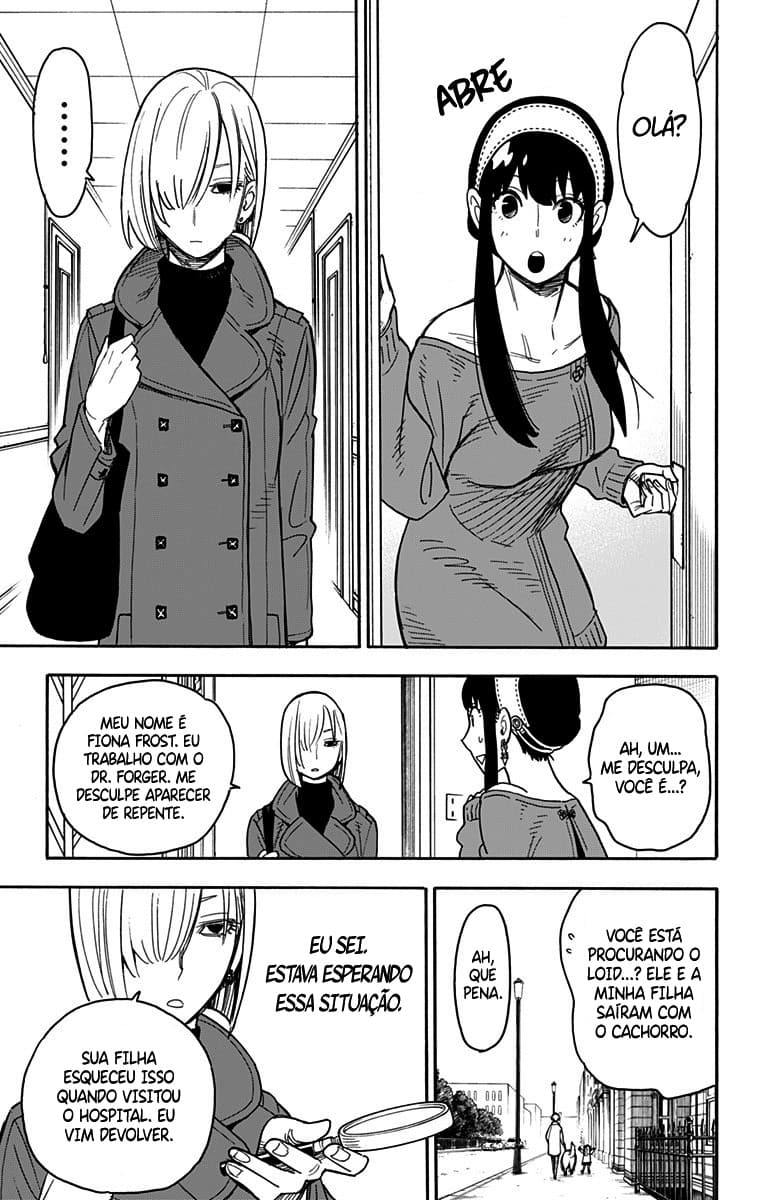 ABRE
OLÁ?
......
AH, UM...
ME DESCULPA,
VOCÊ É...?
MEU NOME É
FIONA FROST. EU
TRABALHO COM O
DR. FORGER. ME
DESCULPE APARECER
DE REPENTE.
VOCÊ ESTÁ
PROCURANDO O
LOID...? ELE E A
MINHA FILHA
SAÍRAM COM
O CACHORRO.
AH,
QUE
PENA.
EU SEI.
ESTAVA ESPERANDO
ESSA SITUAÇÃO.
SUA FILHA
ESQUECEU ISSO
QUANDO VISITOU
O HOSPITAL. EU
VIM DEVOLVER.